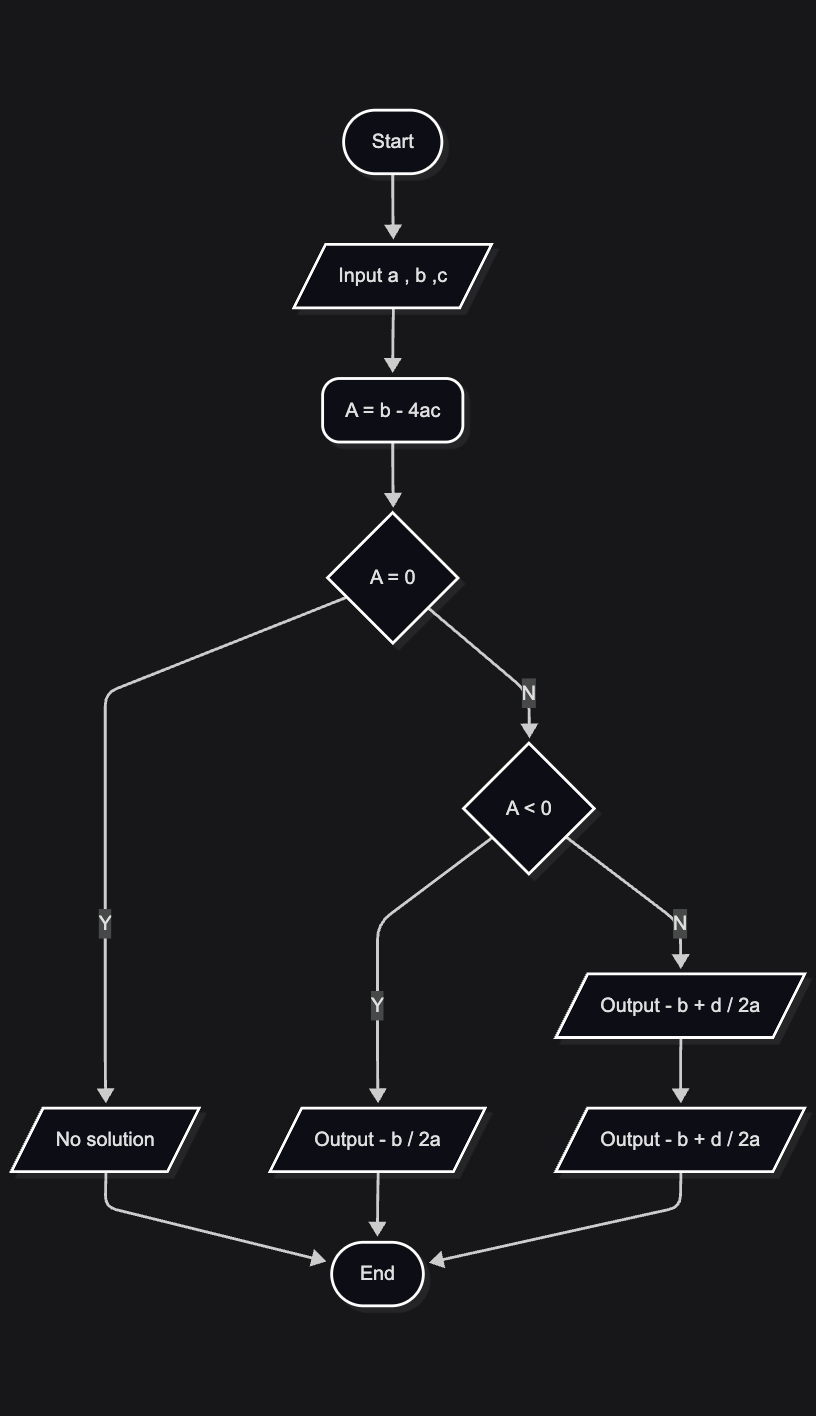 Start
Input a , b ,c
A = b - 4ac
A = 0
N
A < 0
Y
N
Output - b + d / 2a
Y
No solution
Output - b / 2a
Output - b + d / 2a
End